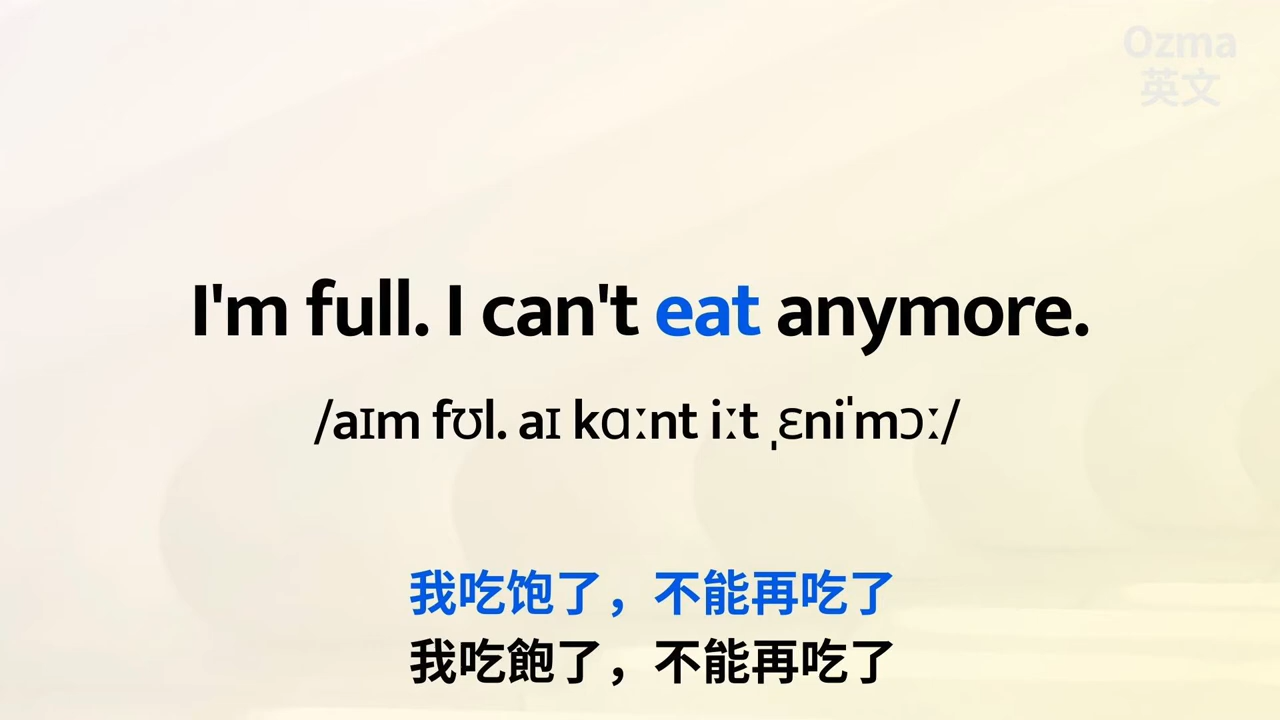 Ozma
英文
I'm full. I can't eat anymore.
/aɪm fʊl. aɪ kɑːnt iːt ˌɛniˈmɔː/
我吃饱了，不能再吃了
我吃飽了，不能再吃了